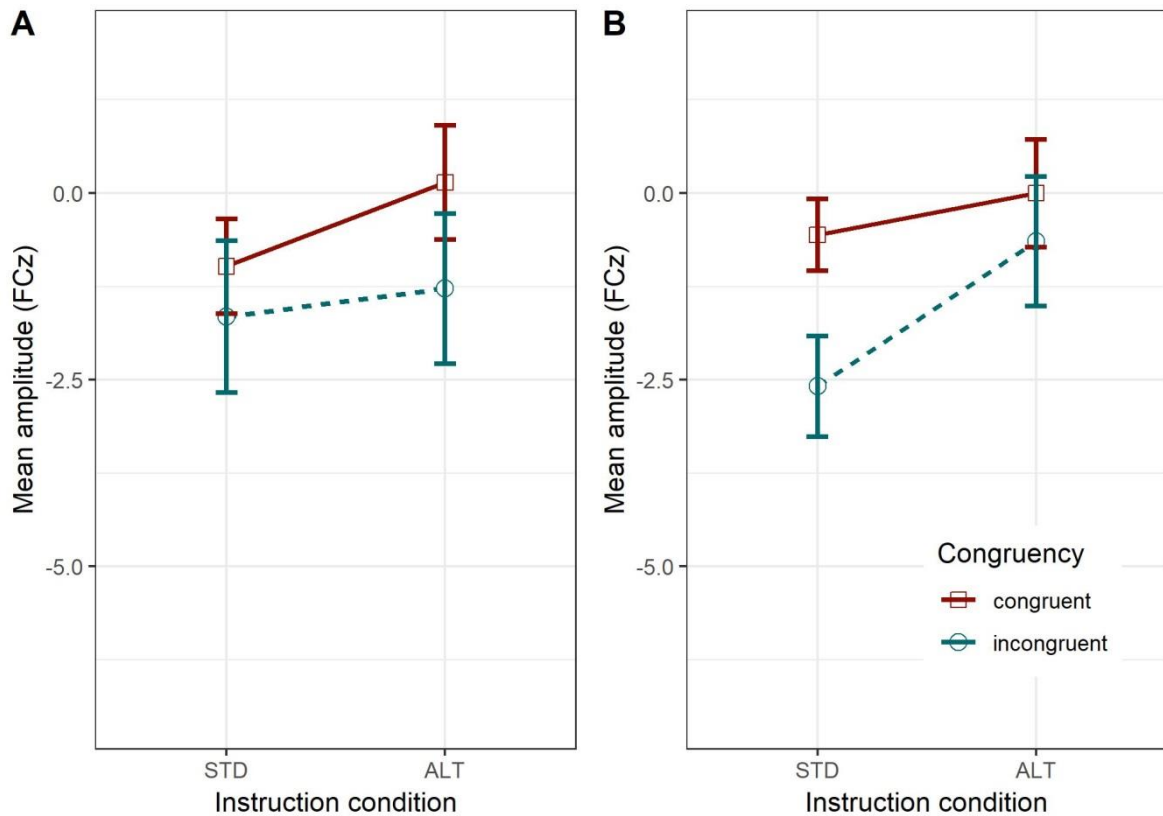 A
Mean amplitude (FCz)
0.0
-2.5
-5.0
STD
ALT
Instruction condition
B
Mean amplitude (FCz)
0.0
-2.5
-5.0
Congruency
congruent
incongruent
STD
ALT
Instruction condition